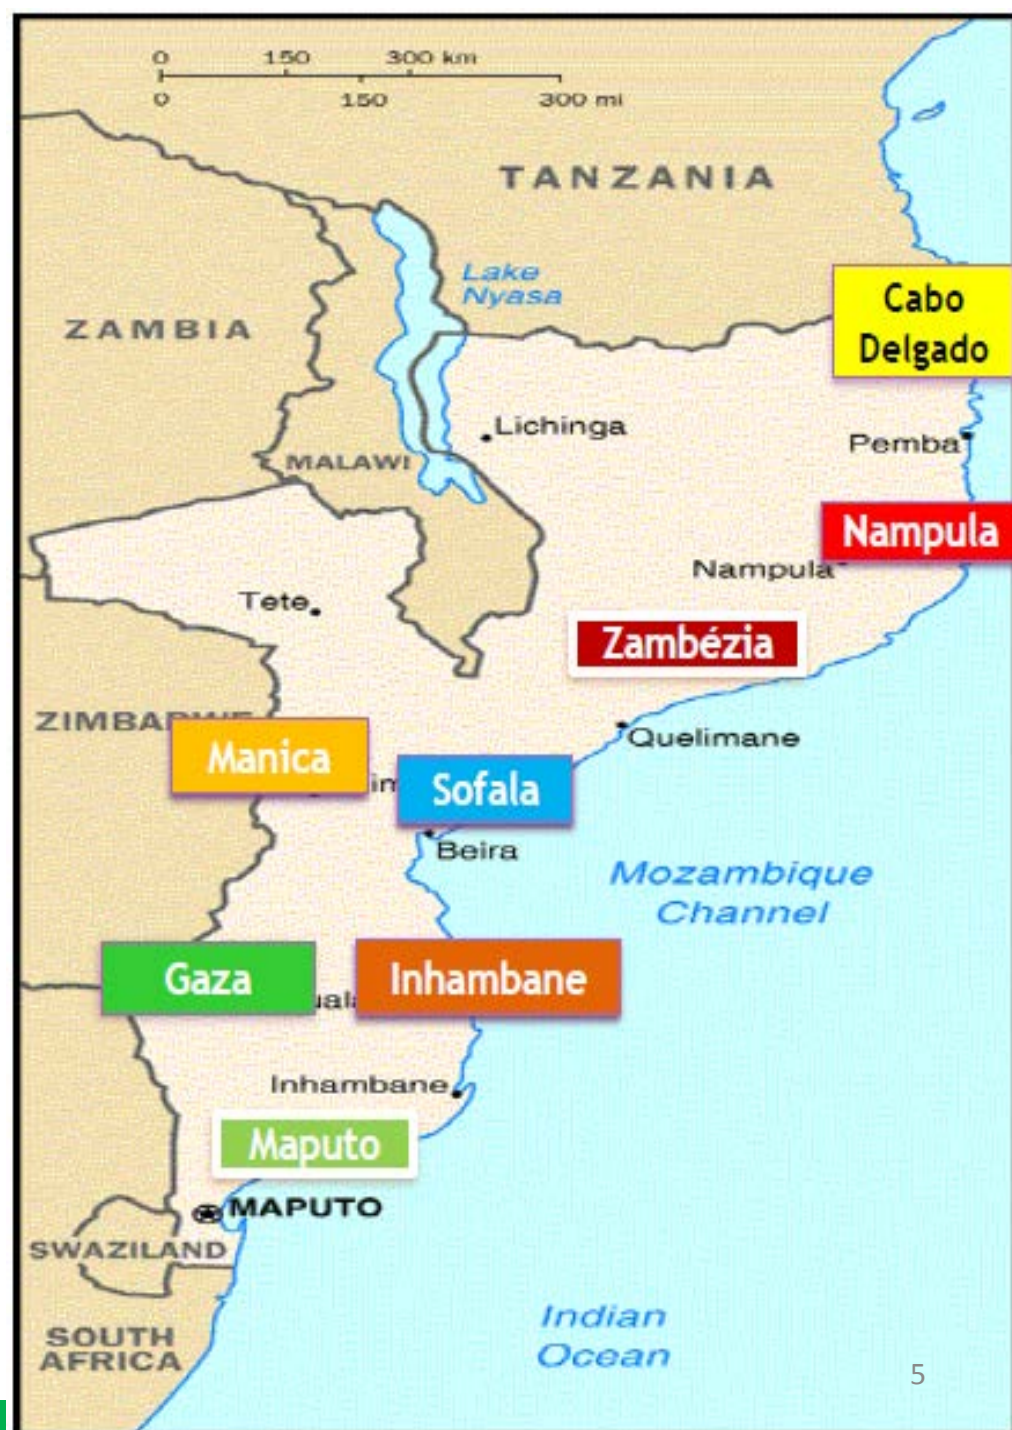 0 150 300 km
0 150 300 mi
TANZANIA
Lake
Nyasa
ZAMBIA
Cabo
Delgado
Lichinga
Pemba
MALAWI
Nampula
Nampula
Tete
Zambézia
ZIMBABWE
Quelimane
Manica
Sofala
Beira
Mozambique
Channel
Gaza
Inhambane
Inhambane
Maputo
MAPUTO
SWAZILAND
SOUTH
AFRICA
Indian
Ocean
5